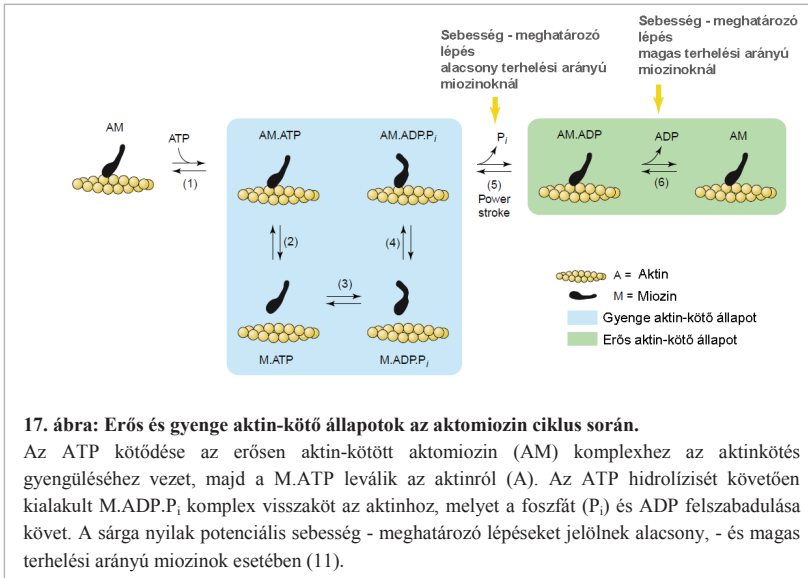 Sebesség - meghatározó
lépés
alacsony terhelési arányú
miozinoknál
Sebesség - meghatározó
lépés
magas terhelési arányú
miozinoknál
AM
ATP
(1)
AM.ATP
AM.ADP.Pi
Pi
(5)
Power
stroke
AM.ADP
ADP
(6)
AM
(2)
(4)
(3)
M.ATP
M.ADP.Pi
A = Aktin
M = Miozin
Gyenge aktin-kötő állapot
Erős aktin-kötő állapot
17. ábra: Erős és gyenge aktin-kötő állapotok az aktomiozin ciklus során.
Az ATP kötődése az erősen aktin-kötött aktomiozin (AM) komplexhez az aktinkötés
gyengüléséhez vezet, majd a M.ATP leválik az aktinról (A). Az ATP hidrolízisét követően
kialakult M.ADP.Pi komplex visszaköt az aktinhoz, melyet a foszfát (Pi) és ADP felszabadulása
követ. A sárga nyilak potenciális sebesség - meghatározó lépéseket jelölnek alacsony, - és magas
terhelési arányú miozinok esetében (11).